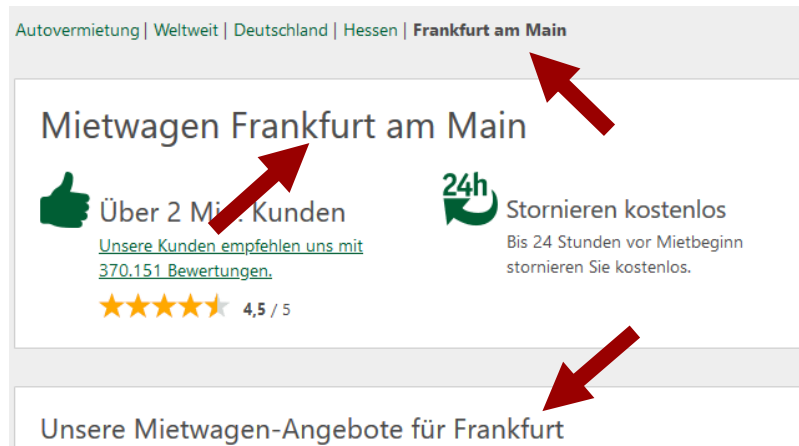 Autovermietung | Weltweit | Deutschland | Hessen | Frankfurt am Main
Mietwagen Frankfurt am Main
Über 2 Kunden
Unsere Kunden empfehlen uns mit
370.151 Bewertungen.
4,5 / 5
24h
Stornieren kostenlos
Bis 24 Stunden vor Mietbeginn
stornieren Sie kostenlos.
Unsere Mietwagen-Angebote für Frankfurt